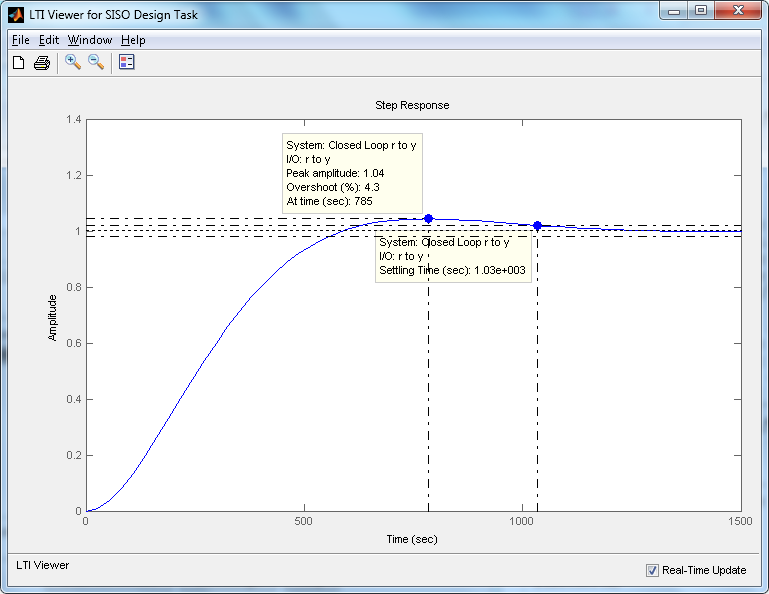 LTI Viewer for SISO Design Task
File Edit Window Help
Step Response
1.4
1.2
1
0.8
0.6
0.4
0.2
0
Amplitude
System: Closed Loop r to y
I/O: r to y
Peak amplitude: 1.04
Overshoot (%): 4.3
At time (sec): 785
System: Closed Loop r to y
I/O: r to y
Settling Time (sec): 1.03e+003
0 500 1000 1500
Time (sec)
LTI Viewer
Real-Time Update